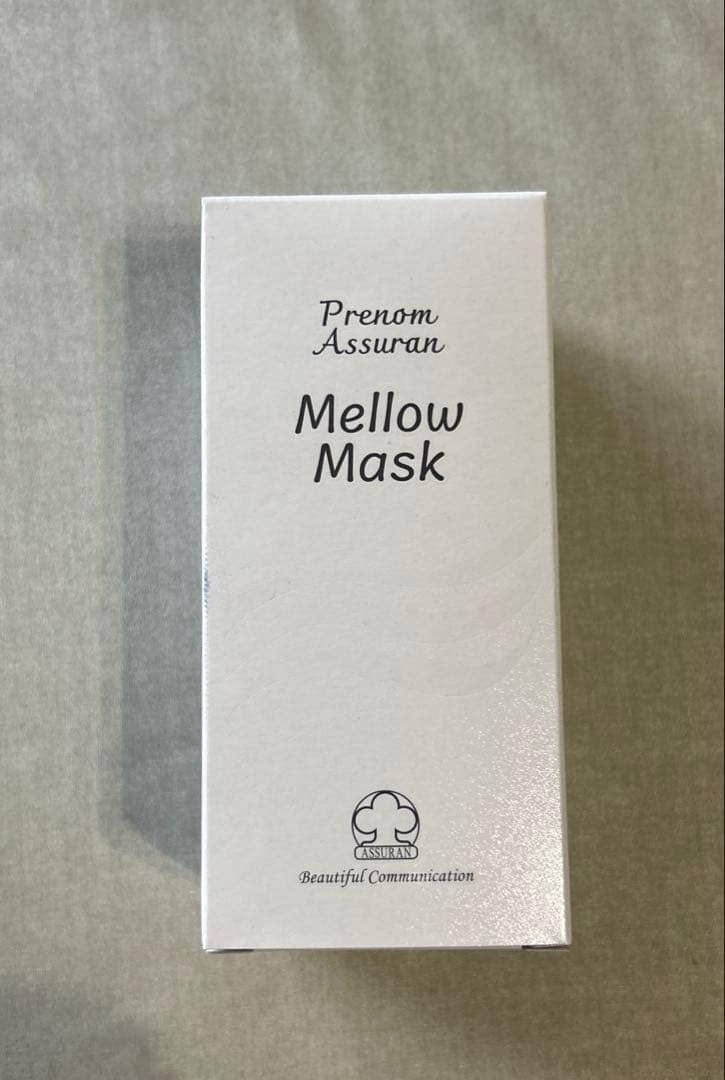 Prenom
Assuran
Mellow
Mask
ASSURAN
Beautiful Communication